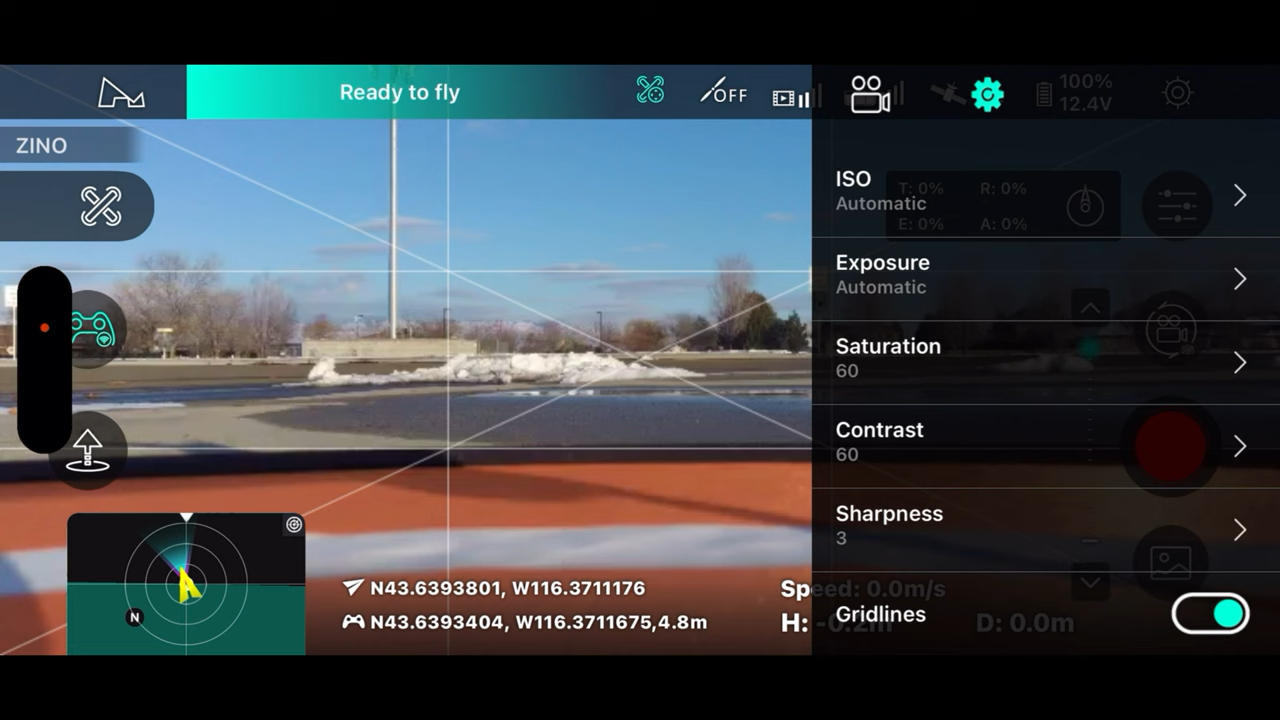 Ready to fly
OFF
100%
12.4V
ZINO
ISO
Automatic
T: 0%
R: 0%
E: 0%
A: 0%
Exposure
Automatic
Saturation
60
Contrast
60
Sharpness
3
Gridlines
N
N43.6393801, W116.3711176
N43.6393404, W116.3711675,4.8m
Speed: 0.0m/s
H: -0.2m
D: 0.0m